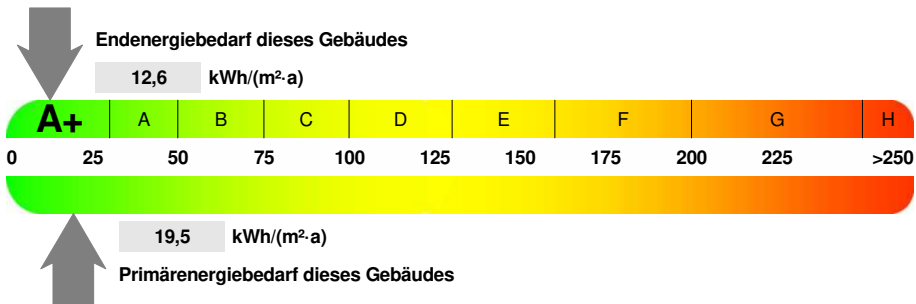 Endenergiebedarf dieses Gebäudes
12,6 kWh/(m²·a)
A+ A B C D E F G H
0 25 50 75 100 125 150 175 200 225 >250
19,5 kWh/(m²·a)
Primärenergiebedarf dieses Gebäudes